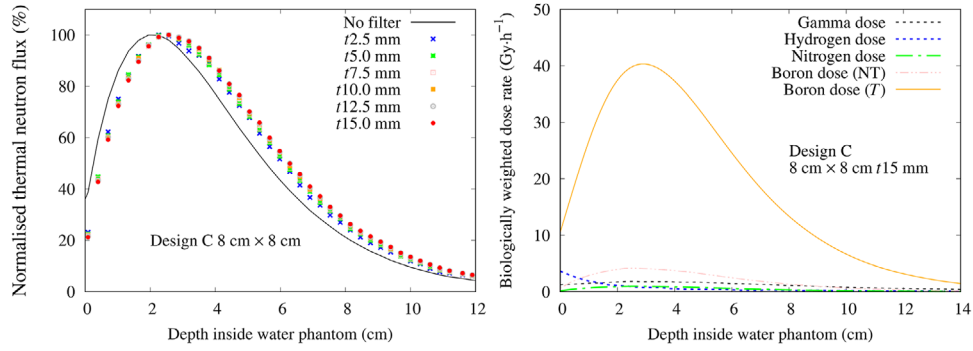 Normalised thermal neutron flux (%)
100
80
60
40
20
0
No filter
t2.5 mm
t5.0 mm
t7.5 mm
t10.0 mm
t12.5 mm
t15.0 mm
Design C 8 cm × 8 cm
0 2 4 6 8 10 12
Depth inside water phantom (cm)
Biologically weighted dose rate (Gy·h⁻¹)
50
40
30
20
10
0
Gamma dose
Hydrogen dose
Nitrogen dose
Boron dose (NT)
Boron dose (T)
Design C
8 cm × 8 cm t15 mm
0 2 4 6 8 10 12 14
Depth inside water phantom (cm)